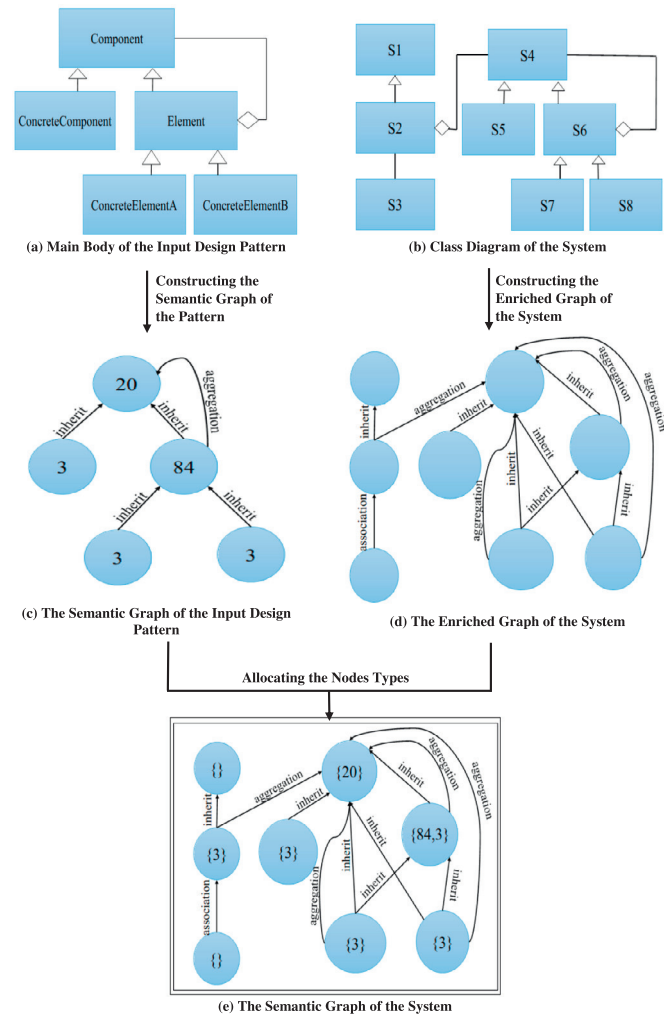 Component
ConcreteComponent
Element
ConcreteElementA
ConcreteElementB
(a) Main Body of the Input Design Pattern
S1
S4
S2
S5
S6
S3
S7
S8
(b) Class Diagram of the System
Constructing the
Semantic Graph of
the Pattern
Constructing the
Enriched Graph of
the System
20
aggregation
inherit
inherit
3
84
inherit
inherit
3
3
(c) The Semantic Graph of the Input Design
Pattern
aggregation
aggregation
aggregation
inherit
inherit
inherit
inherit
inherit
inherit
inherit
aggregation
association
(d) The Enriched Graph of the System
Allocating the Nodes Types
{}
{20}
aggregation
aggregation
aggregation
inherit
inherit
inherit
{3}
{3}
{84,3}
inherit
inherit
inherit
inherit
aggregation
association
{}
{3}
{3}
(e) The Semantic Graph of the System